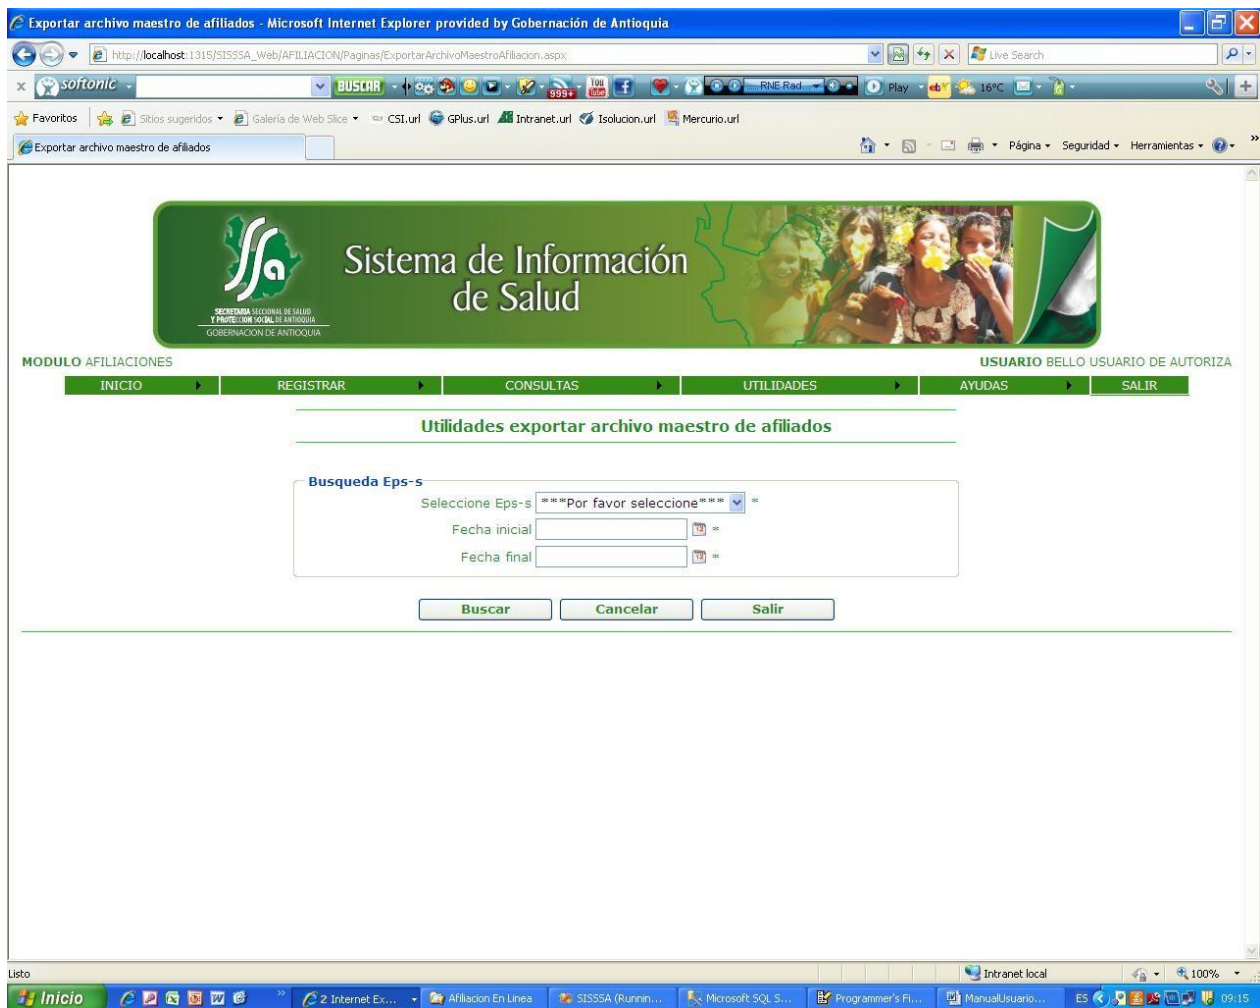 Exportar archivo maestro de afiliados - Microsoft Internet Explorer provided by Gobernación de Antioquia
http://localhost:1315/SISSSA_Web/AFILIACION/Paginas/ExportarArchivoMaestroAfiliacion.aspx
Live Search
softonic
BUSCAR
999+
You Tube
RNE Rad...
Play
16°C
Favoritos
Sitios sugeridos
Galería de Web Slice
CSI.url
GPlus.url
Intranet.url
Isolucion.url
Mercurio.url
Exportar archivo maestro de afiliados
Página
Seguridad
Herramientas
ssa
SECRETARIA SECCIONAL DE SALUD
Y PROTECCION SOCIAL DE ANTIOQUIA
GOBERNACION DE ANTIOQUIA
Sistema de Información
de Salud
MODULO AFILIACIONES
USUARIO BELLO USUARIO DE AUTORIZA
INICIO
REGISTRAR
CONSULTAS
UTILIDADES
AYUDAS
SALIR
Utilidades exportar archivo maestro de afiliados
Busqueda Eps-s
Seleccione Eps-s ***Por favor seleccione*** *
Fecha inicial *
Fecha final *
Buscar
Cancelar
Salir
Listo
Intranet local
100%
Inicio
2 Internet Ex...
Afiliacion En Linea
SISSSA (Runnin...
Microsoft SQL S...
Programmer's Fi...
ManualUsuario...
ES
09:15